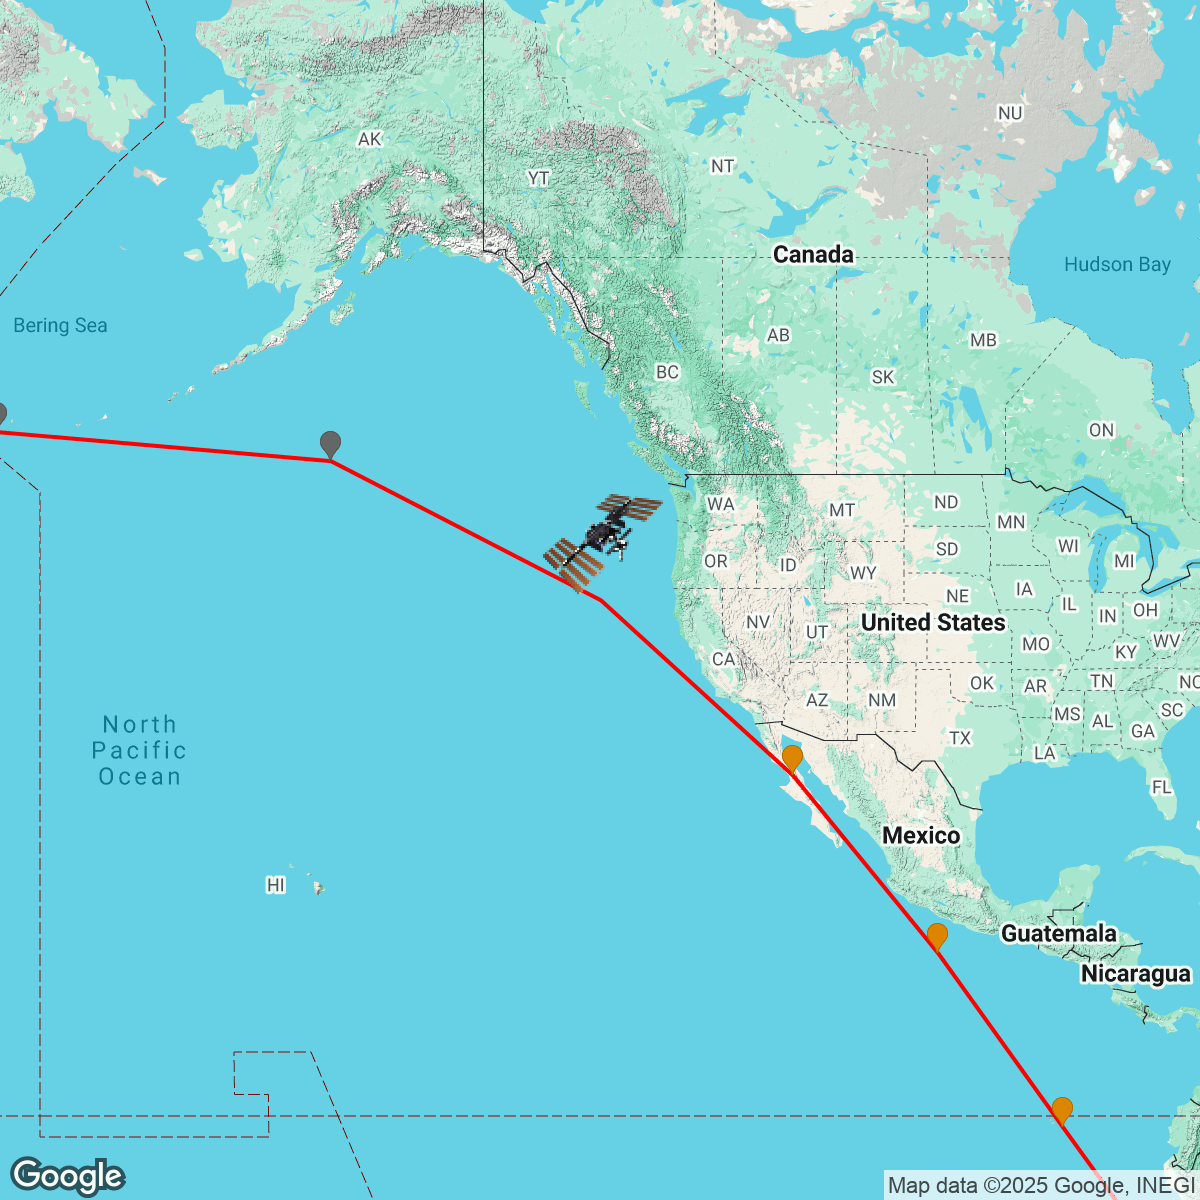 NU
AK
NT
YT
Canada
Hudson Bay
Bering Sea
AB
MB
BC
SK
ON
WA
ND
MT
MN
WI
SD
MI
OR
ID
WY
IA
NE
IL
OH
IN
NV
United States
UT
WV
MO
KY
CA
TN
NC
OK
AR
AZ
NM
SC
MS
AL
North
Pacific
Ocean
GA
TX
LA
FL
Mexico
HI
Guatemala
Nicaragua
Google
Map data ©2025 Google, INEGI